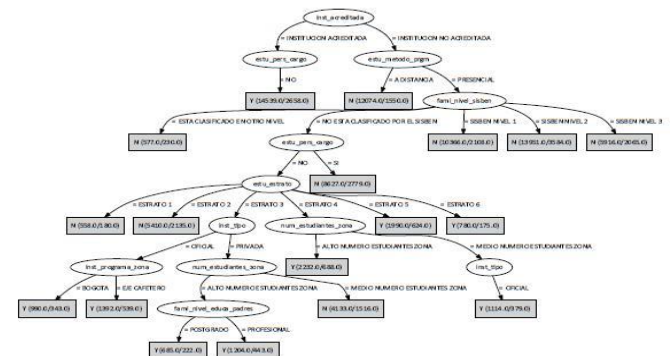 inst_acreditada
= INSTITUCION ACREDITADA
= INSTITUCION NO ACREDITADA
estu_pers_cargo
estu_metodo_prgm
= NO
= A DISTANCIA
= PRESENCIAL
Y (14539.0/2658.0)
N (12074.0/1550.0)
fami_nivel_sisben
= ESTA CLASIFICADO EN OTRO NIVEL
= NO ESTA CLASIFICADO POR EL SISBEN
= SISBEN NIVEL 1
= SISBEN NIVEL 2
= SISBEN NIVEL 3
N (577.0/230.0)
estu_pers_cargo
N (10366.0/2108.0)
N (13951.0/3584.0)
N (5916.0/2065.0)
= NO
= SI
estu_estrato
N (8627.0/2779.0)
= ESTRATO 1
= ESTRATO 2
= ESTRATO 3
= ESTRATO 4
= ESTRATO 5
= ESTRATO 6
N (558.0/180.0)
N (5410.0/2135.0)
inst_tipo
num_estudiantes_zona
Y (1990.0/624.0)
Y (780.0/175.0)
= OFICIAL
= PRIVADA
= ALTO NUMERO ESTUDIANTES ZONA
= MEDIO NUMERO ESTUDIANTES ZONA
inst_programa_zona
num_estudiantes_zona
Y (2232.0/688.0)
inst_tipo
= BOGOTA
= EJE CAFETERO
= ALTO NUMERO ESTUDIANTES ZONA
= MEDIO NUMERO ESTUDIANTES ZONA
= OFICIAL
Y (990.0/343.0)
Y (1392.0/539.0)
fami_nivel_educa_padres
N (4133.0/1516.0)
Y (1114.0/379.0)
= POSTGRADO
= PROFESIONAL
Y (685.0/222.0)
Y (1204.0/443.0)